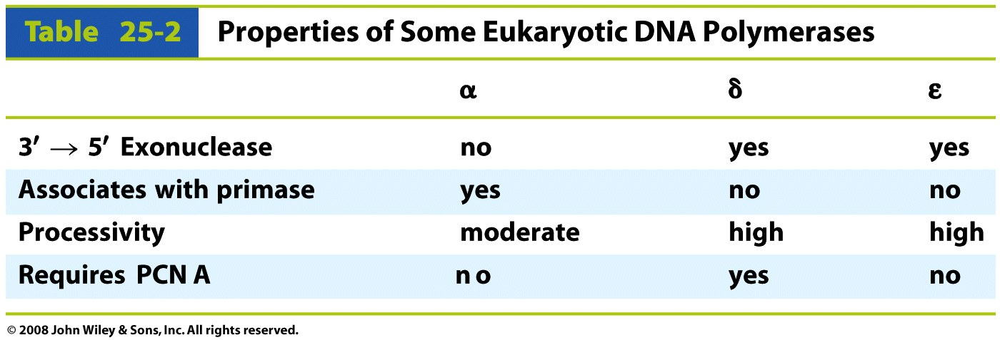 Table 25-2 Properties of Some Eukaryotic DNA Polymerases
α δ ε
3′ → 5′ Exonuclease no yes yes
Associates with primase yes no no
Processivity moderate high high
Requires PCN A n o yes no
© 2008 John Wiley & Sons, Inc. All rights reserved.